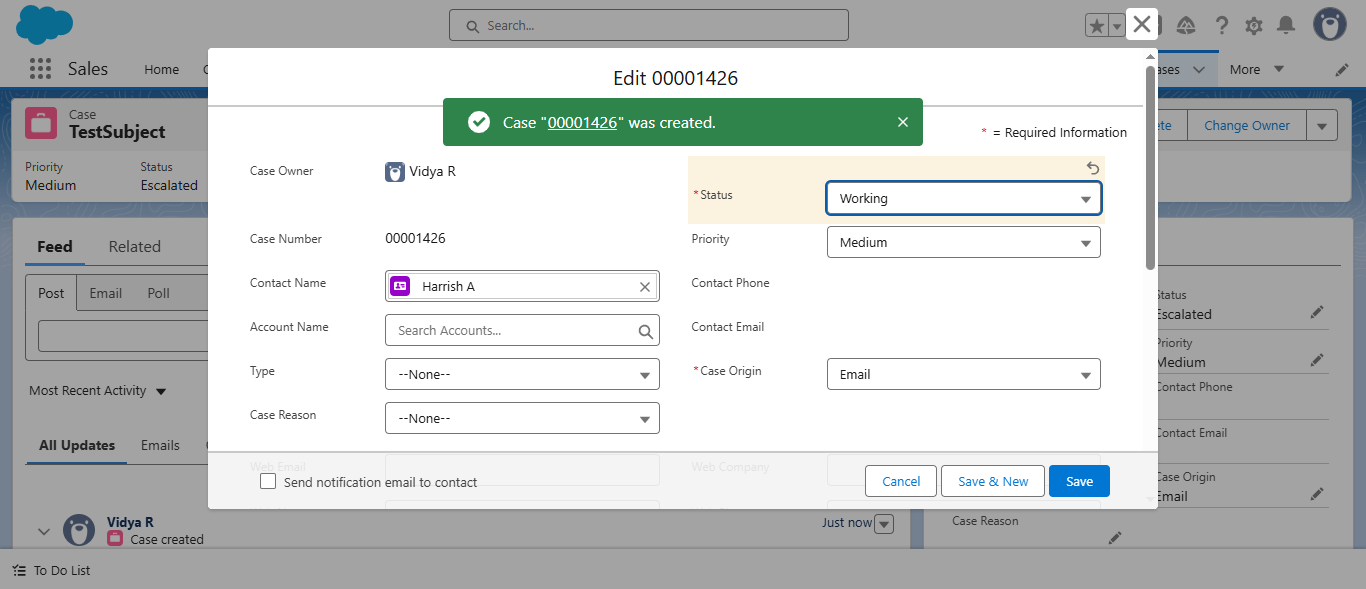 Search...
Sales
Home
More
Edit 00001426
Case "00001426" was created.
* = Required Information
Case
TestSubject
Priority
Medium
Status
Escalated
Change Owner
Case Owner
Vidya R
*Status
Working
Case Number
00001426
Priority
Medium
Contact Name
Harrish A
Contact Phone
Account Name
Search Accounts...
Contact Email
Type
--None--
*Case Origin
Email
Case Reason
--None--
Web Email
Web Company
Send notification email to contact
Cancel
Save & New
Save
Feed
Related
Post
Email
Poll
Most Recent Activity
All Updates
Emails
Vidya R
Case created
Just now
Status
Escalated
Priority
Medium
Contact Phone
Contact Email
Case Origin
Email
Case Reason
To Do List